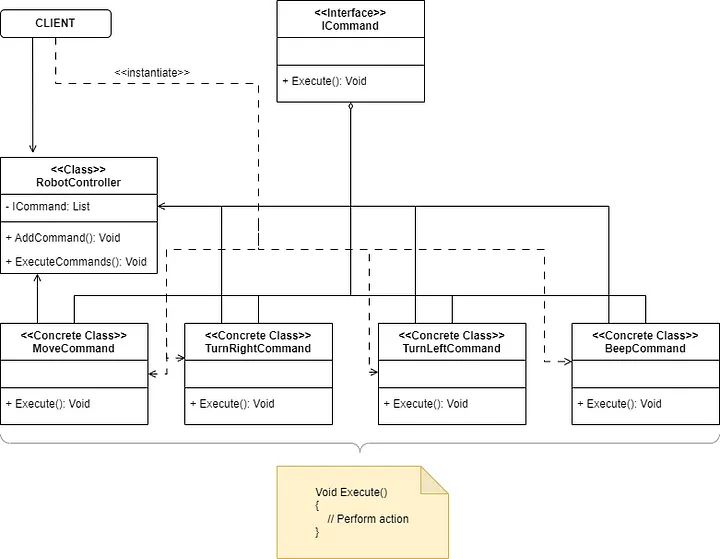 CLIENT
<<Interface>>
ICommand
+ Execute(): Void
<<instantiate>>
<<Class>>
RobotController
- ICommand: List
+ AddCommand(): Void
+ ExecuteCommands(): Void
<<Concrete Class>>
MoveCommand
+ Execute(): Void
<<Concrete Class>>
TurnRightCommand
+ Execute(): Void
<<Concrete Class>>
TurnLeftCommand
+ Execute(): Void
<<Concrete Class>>
BeepCommand
+ Execute(): Void
Void Execute()
{
// Perform action
}